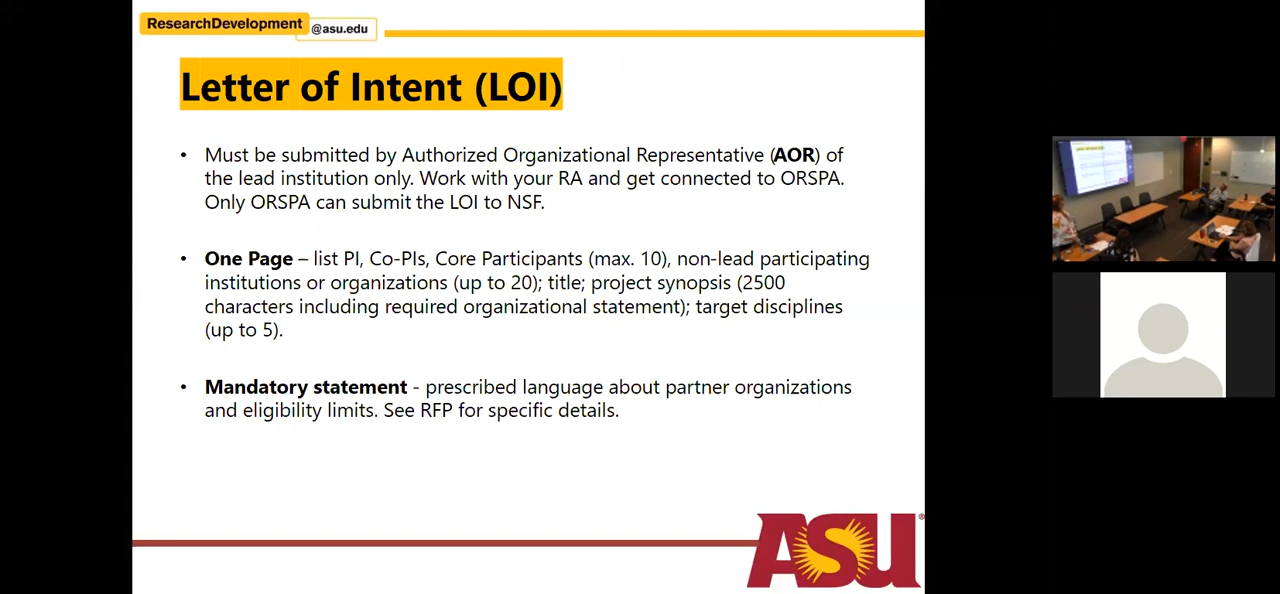 ResearchDevelopment
@asu.edu
Letter of Intent (LOI)
• Must be submitted by Authorized Organizational Representative (AOR) of
the lead institution only. Work with your RA and get connected to ORSPA.
Only ORSPA can submit the LOI to NSF.
• One Page – list PI, Co-PIs, Core Participants (max. 10), non-lead participating
institutions or organizations (up to 20); title; project synopsis (2500
characters including required organizational statement); target disciplines
(up to 5).
• Mandatory statement - prescribed language about partner organizations
and eligibility limits. See RFP for specific details.
ASU®